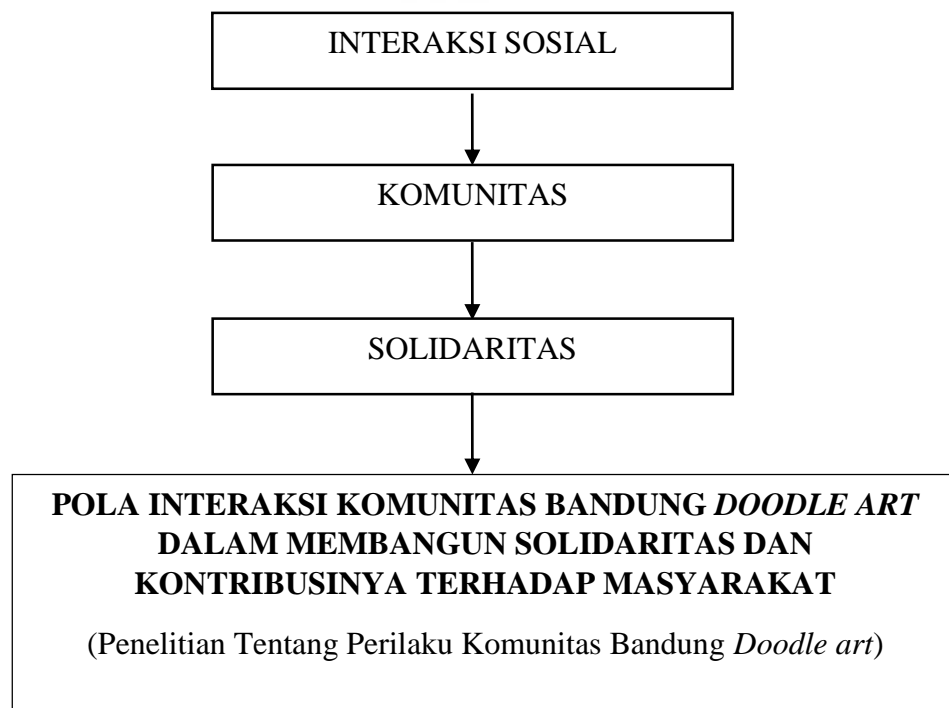 INTERAKSI SOSIAL
KOMUNITAS
SOLIDARITAS
POLA INTERAKSI KOMUNITAS BANDUNG DOODLE ART
DALAM MEMBANGUN SOLIDARITAS DAN
KONTRIBUSINYA TERHADAP MASYARAKAT
(Penelitian Tentang Perilaku Komunitas Bandung Doodle art)